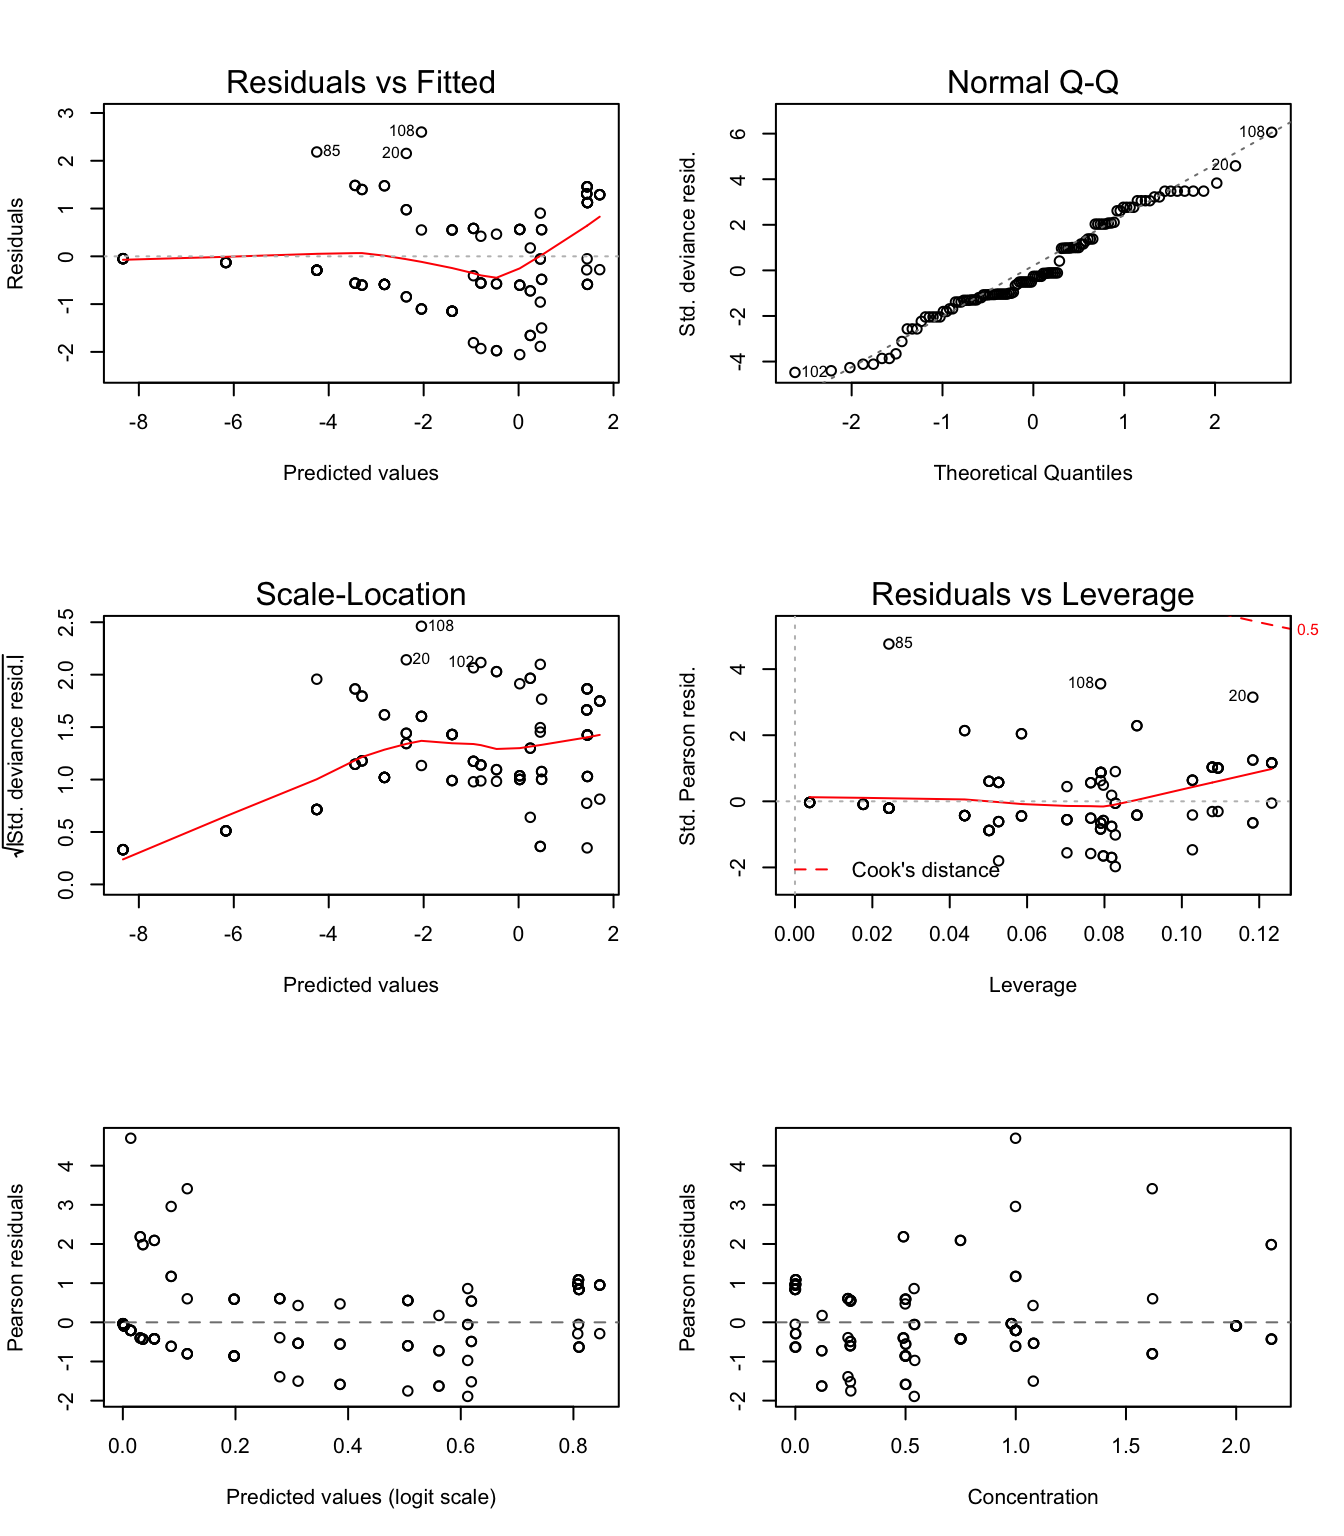 Residuals vs Fitted
Residuals
3
2
1
0
-1
-2
108
85
20
-8 -6 -4 -2 0 2
Predicted values
Normal Q-Q
Std. deviance resid.
6
4
2
0
-2
-4
108
20
102
-2 -1 0 1 2
Theoretical Quantiles
Scale-Location
√|Std. deviance resid.|
2.5
2.0
1.5
1.0
0.5
0.0
108
20
102
-8 -6 -4 -2 0 2
Predicted values
Residuals vs Leverage
Std. Pearson resid.
4
2
0
-2
0.5
85
108
20
Cook's distance
0.00 0.02 0.04 0.06 0.08 0.10 0.12
Leverage
Pearson residuals
4
3
2
1
0
-1
-2
0.0 0.2 0.4 0.6 0.8
Predicted values (logit scale)
Pearson residuals
4
3
2
1
0
-1
-2
0.0 0.5 1.0 1.5 2.0
Concentration